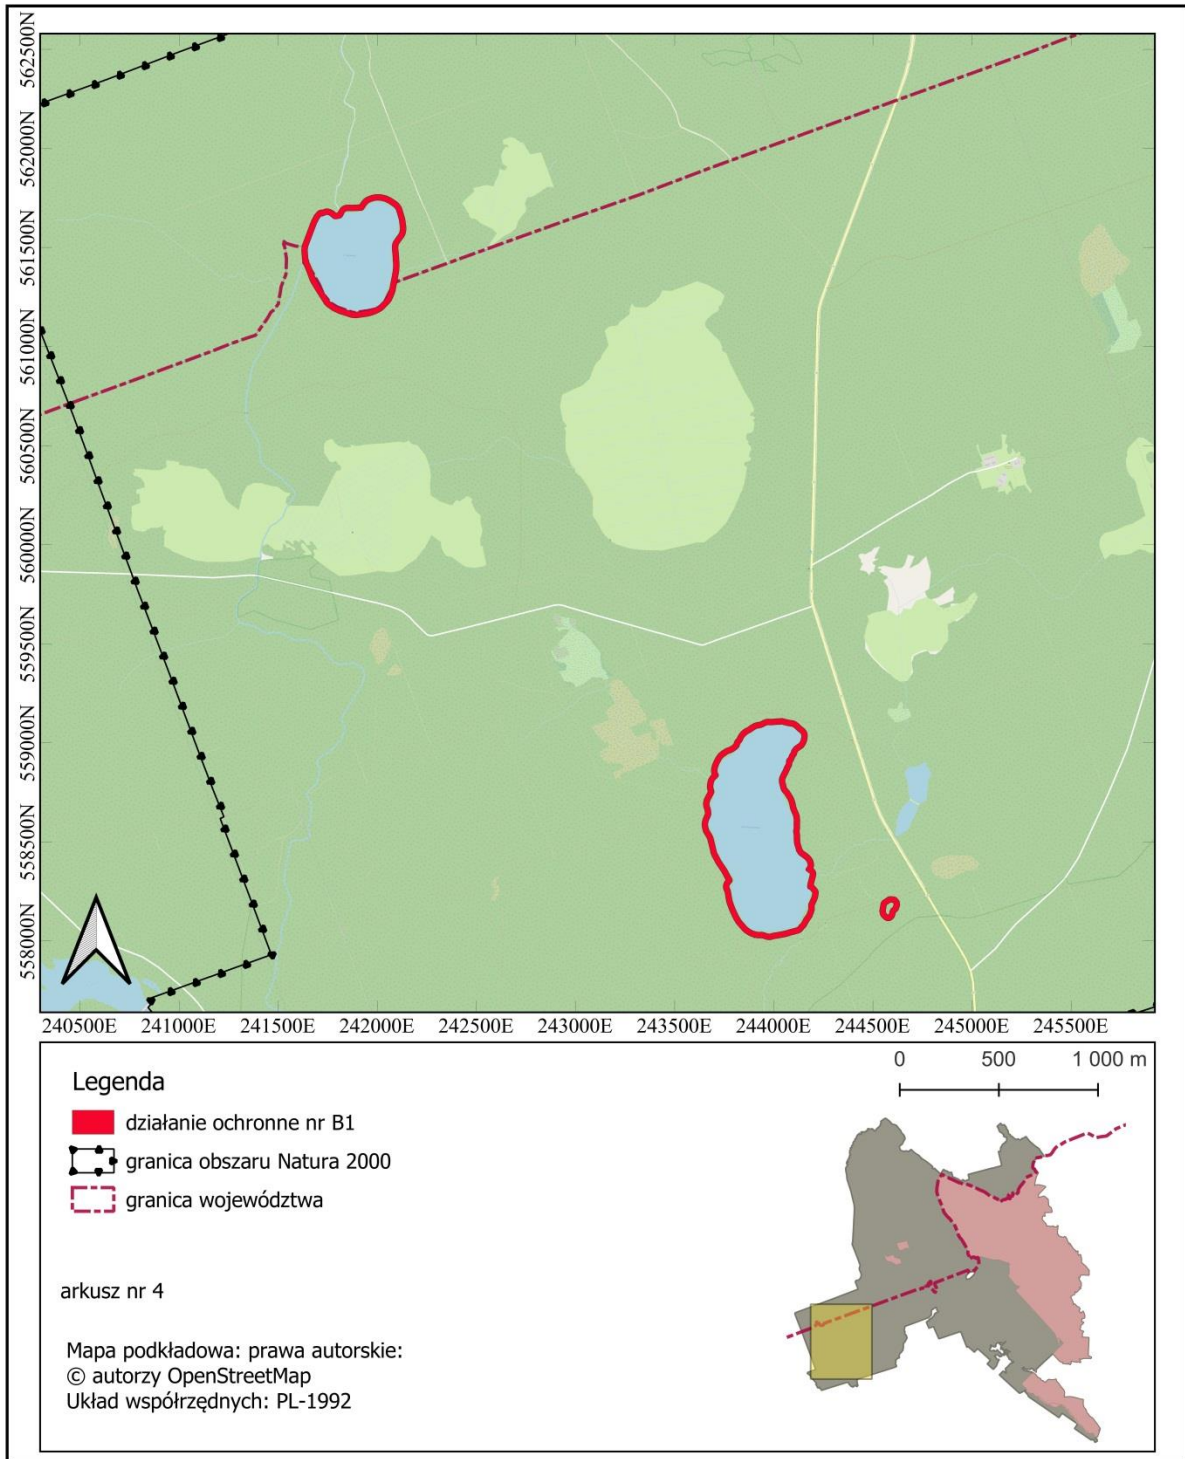 562500N
562000N
561500N
561000N
560500N
560000N
559500N
559000N
558500N
558000N
240500E 241000E 241500E 242000E 242500E 243000E 243500E 244000E 244500E 245000E 245500E
0 500 1 000 m
Legenda
działanie ochronne nr B1
granica obszaru Natura 2000
granica województwa
arkusz nr 4
Mapa podkładowa: prawa autorskie:
© autorzy OpenStreetMap
Układ współrzędnych: PL-1992